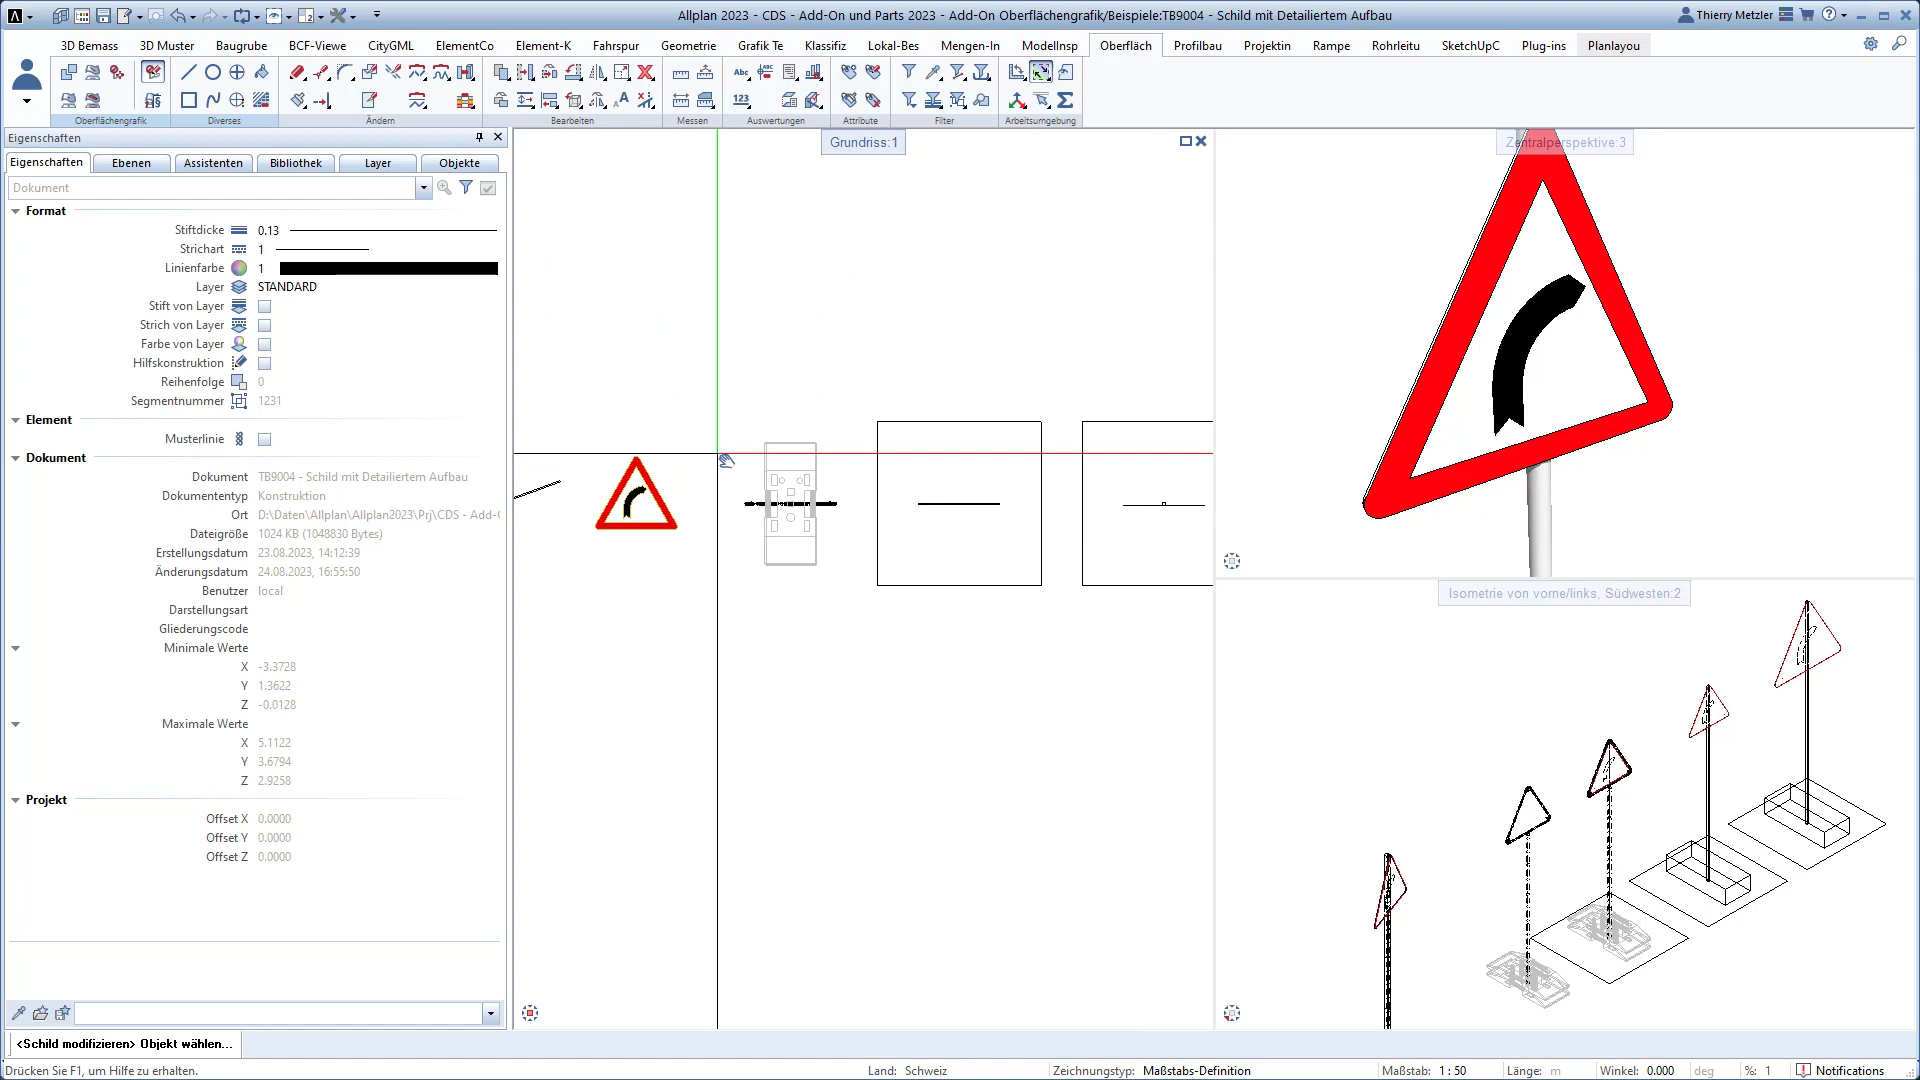 Allplan 2023 - CDS - Add-On und Parts 2023 - Add-On Oberflächengrafik/Beispiele:TB9004 - Schild mit Detailiertem Aufbau
Thierry Metzler
3D Bemass
3D Muster
Baugrube
BCF-Viewe
CityGML
ElementCo
Element-K
Fahrspur
Geometrie
Grafik Te
Klassifiz
Lokal-Bes
Mengen-In
ModelInsp
Oberfläch
Profilbau
Projektin
Rampe
Rohrleitu
SketchUpC
Plug-ins
Planlayou
Abc
123
Oberflächengrafik
Diverses
Ändern
Bearbeiten
Messen
Auswertungen
Attribute
Filter
Arbeitsumgebung
Eigenschaften
Eigenschaften
Ebenen
Assistenten
Bibliothek
Layer
Objekte
Dokument
Format
Stiftdicke 0.13
Strichart 1
Linienfarbe 1
Layer STANDARD
Stift von Layer
Strich von Layer
Farbe von Layer
Hilfskonstruktion
Reihenfolge 0
Segmentnummer 1231
Element
Musterlinie
Dokument
Dokument TB9004 - Schild mit Detailiertem Aufbau
Dokumententyp Konstruktion
Ort D:\Daten\Allplan\Allplan2023\Prj\CDS - Add-
Dateigröße 1024 KB (1048830 Bytes)
Erstellungsdatum 23.08.2023, 14:12:39
Änderungsdatum 24.08.2023, 16:55:50
Benutzer local
Darstellungsart
Gliederungscode
Minimale Werte
X -3.3728
Y 1.3622
Z -0.0128
Maximale Werte
X 5.1122
Y 3.6794
Z 2.9258
Projekt
Offset X 0.0000
Offset Y 0.0000
Offset Z 0.0000
Grundriss:1
Zentralperspektive:3
Isometrie von vorne/links, Südwesten:2
<Schild modifizieren> Objekt wählen...
Drücken Sie F1, um Hilfe zu erhalten.
Land: Schweiz
Zeichnungstyp: Maßstabs-Definition
Maßstab: 1 : 50
Länge: m
Winkel: 0.000 deg
%: 1
Notifications